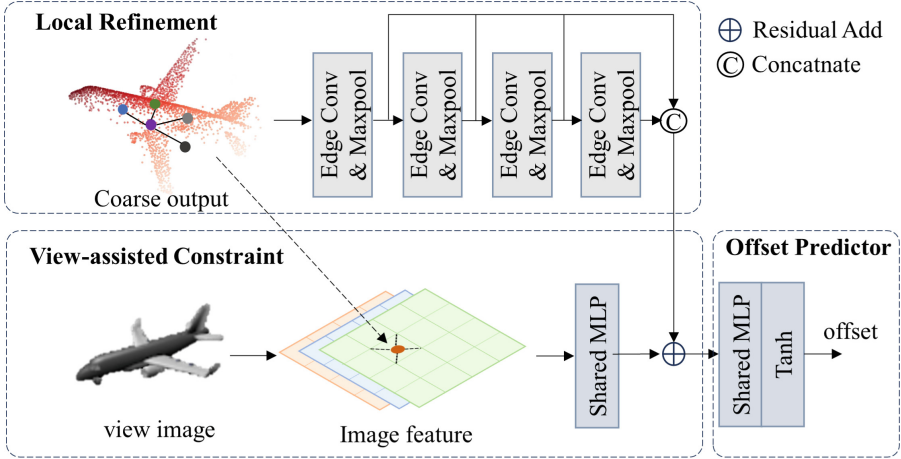 Local Refinement
Coarse output
Edge Conv
& Maxpool
Edge Conv
& Maxpool
Edge Conv
& Maxpool
Edge Conv
& Maxpool
C
Residual Add
C Concatnate
View-assisted Constraint
view image
Image feature
Shared MLP
Offset Predictor
Shared MLP
Tanh
offset